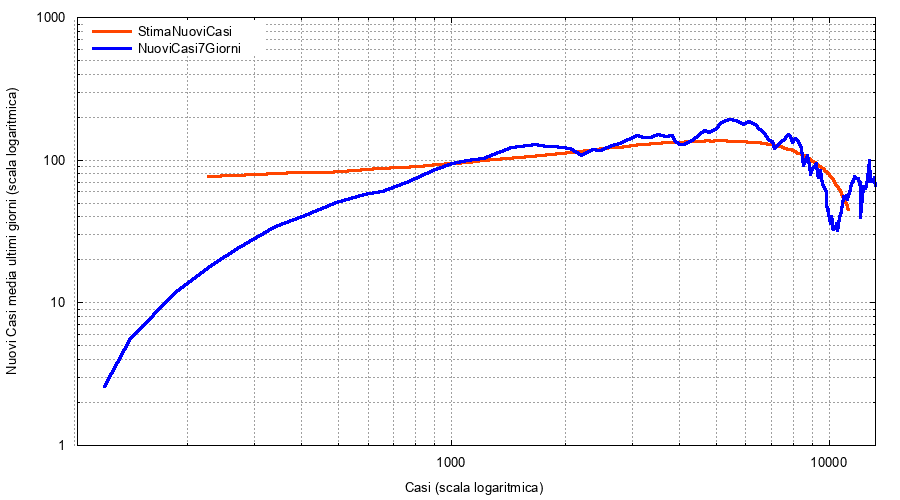 1000
StimaNuoviCasi
NuoviCasi7Giorni
100
10
1
Nuovi Casi media ultimi giorni (scala logaritmica)
1000
10000
Casi (scala logaritmica)